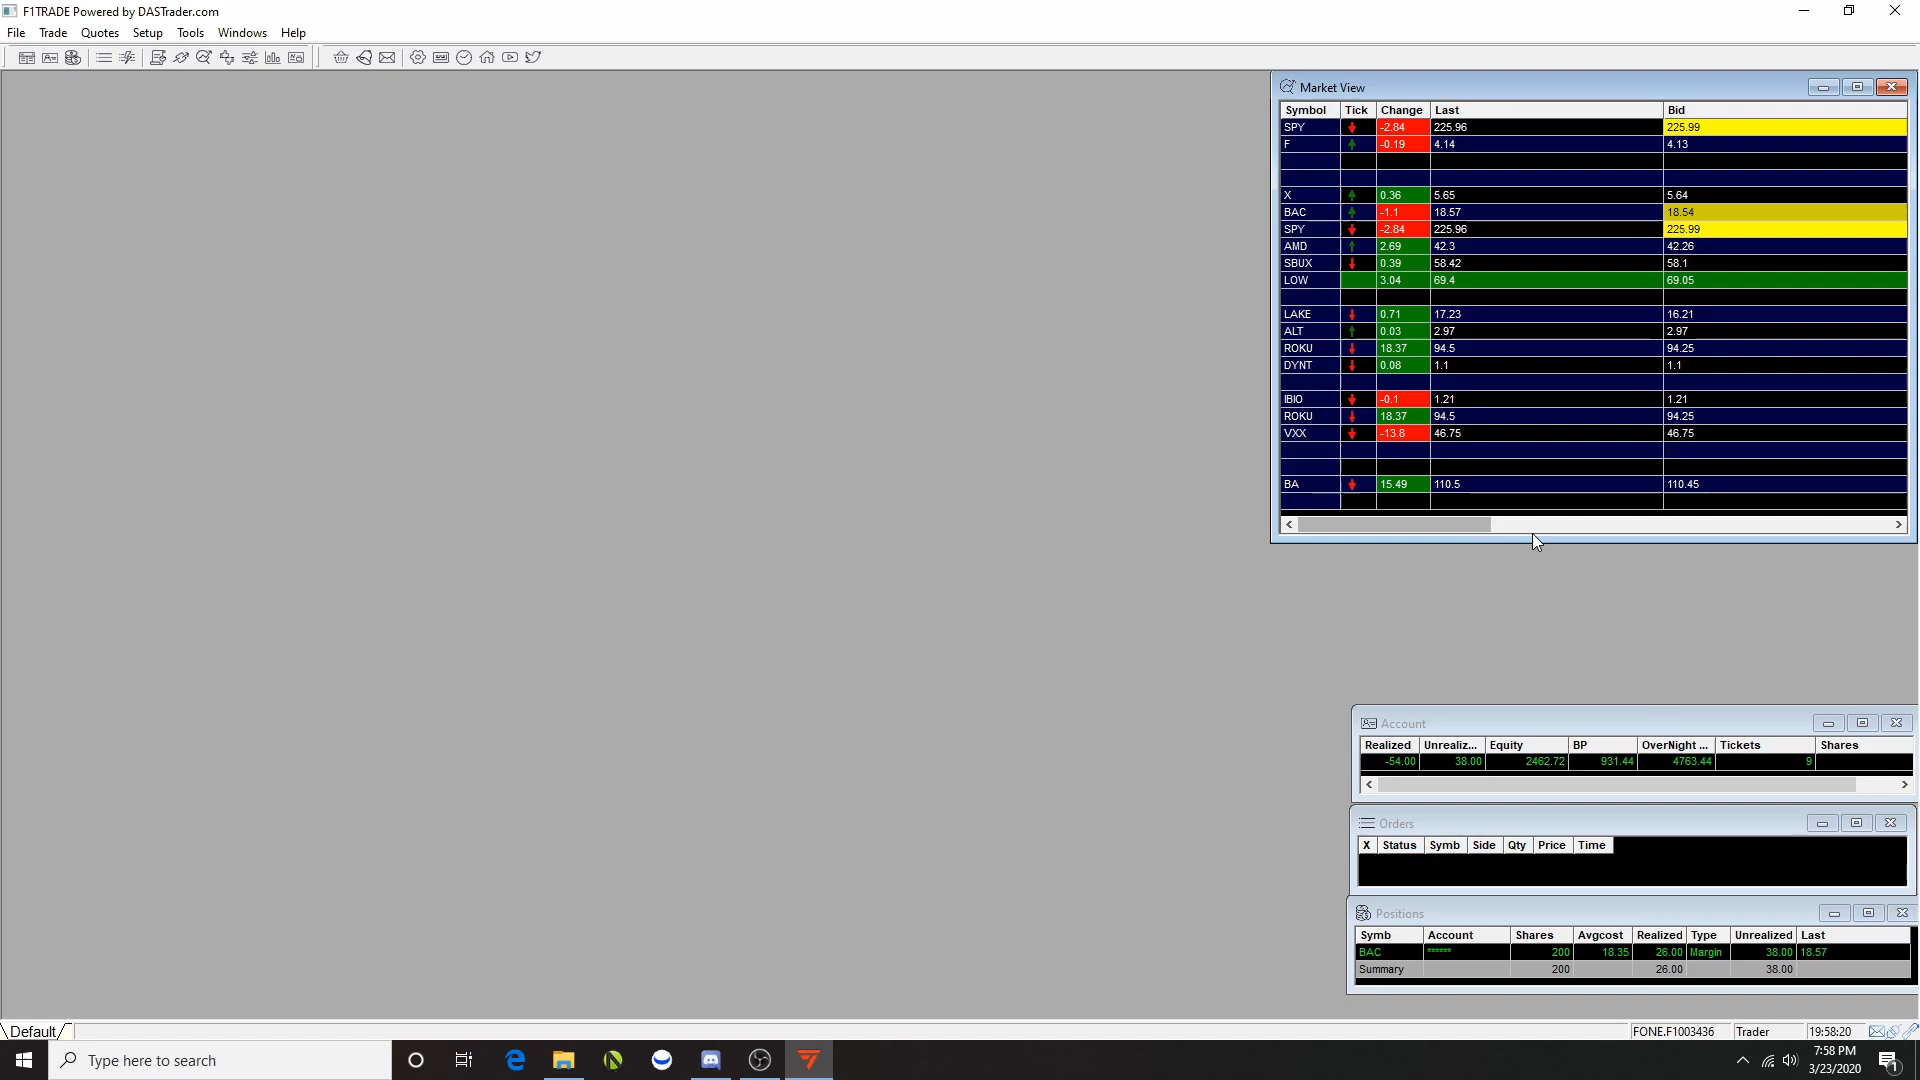 F1TRADE Powered by DASTrader.com
File Trade Quotes Setup Tools Windows Help
Market View
Symbol Tick Change Last Bid
SPY -2.84 225.96 225.99
F -0.19 4.14 4.13
X 0.36 5.65 5.64
BAC -1.1 18.57 18.54
SPY -2.84 225.96 225.99
AMD 2.69 42.3 42.26
SBUX 0.39 58.42 58.1
LOW 3.04 69.4 69.05
LAKE 0.71 17.23 16.21
ALT 0.03 2.97 2.97
ROKU 18.37 94.5 94.25
DYNT 0.08 1.1 1.1
IBIO -0.1 1.21 1.21
ROKU 18.37 94.5 94.25
VXX -13.8 46.75 46.75
BA 15.49 110.5 110.45
Account
Realized Unrealiz... Equity BP OverNight ... Tickets Shares
-54.00 38.00 2462.72 931.44 4763.44 9
Orders
X Status Symb Side Qty Price Time
Positions
Symb Account Shares Avgcost Realized Type Unrealized Last
BAC ****** 200 18.35 26.00 Margin 38.00 18.57
Summary 200 26.00 38.00
Default FONE.F1003436 Trader 19:58:20
Type here to search
7:58 PM
3/23/2020
1